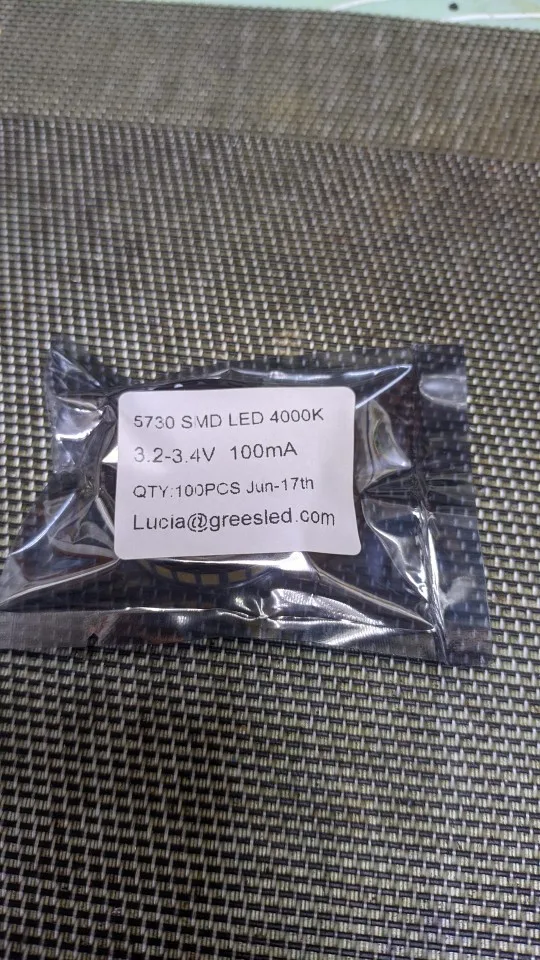 5730 SMD LED 4000K
3.2-3.4V 100mA
QTY:100PCS Jun-17th
Lucia@greesled.com